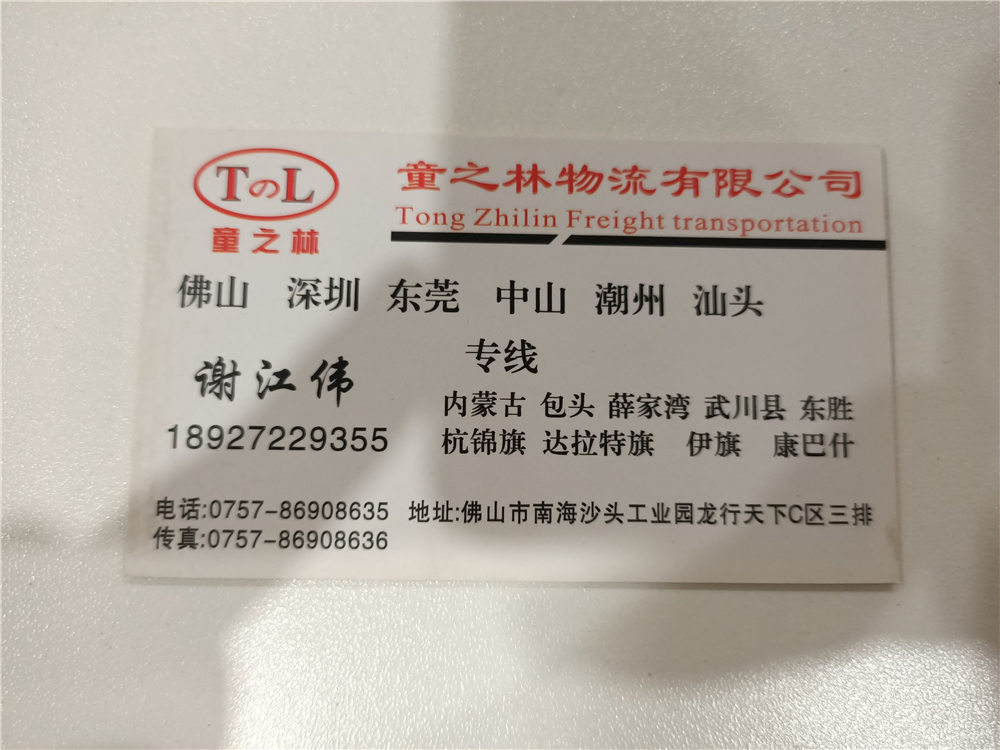 TのL
童之林
童之林物流有限公司
Tong Zhilin Freight transportation
佛山 深圳 东莞 中山 潮州 汕头
专线
谢江伟
18927229355
内蒙古 包头 薛家湾 武川县 东胜
杭锦旗 达拉特旗 伊旗 康巴什
电话:0757-86908635
传真:0757-86908636
地址:佛山市南海沙头工业园龙行天下C区三排